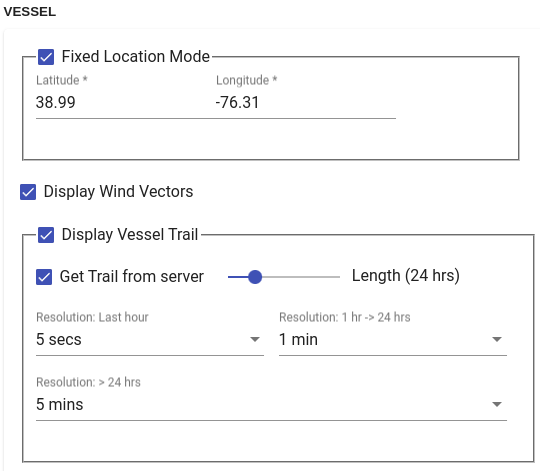 VESSEL
Fixed Location Mode
Latitude * Longitude *
38.99 -76.31
Display Wind Vectors
Display Vessel Trail
Get Trail from server Length (24 hrs)
Resolution: Last hour Resolution: 1 hr -> 24 hrs
5 secs 1 min
Resolution: > 24 hrs
5 mins